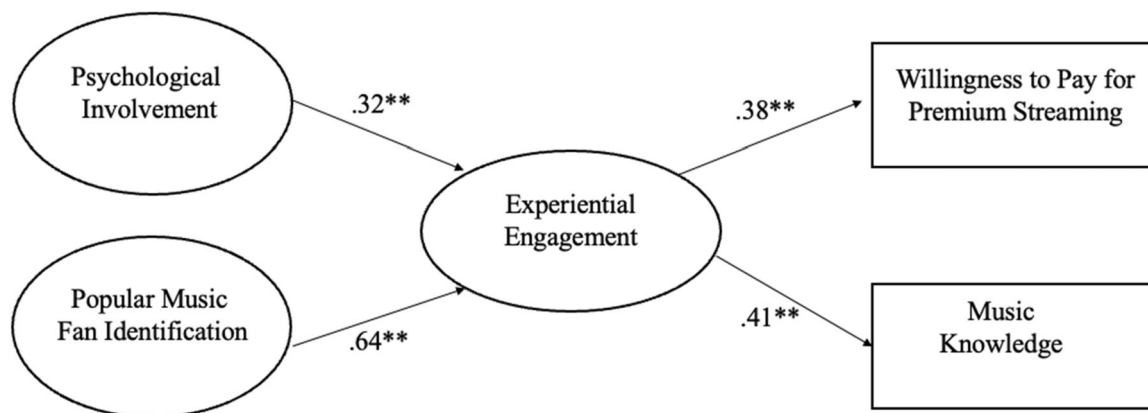 Psychological
Involvement
.32**
Popular Music
Fan Identification
.64**
Experiential
Engagement
.38**
Willingness to Pay for
Premium Streaming
.41**
Music
Knowledge